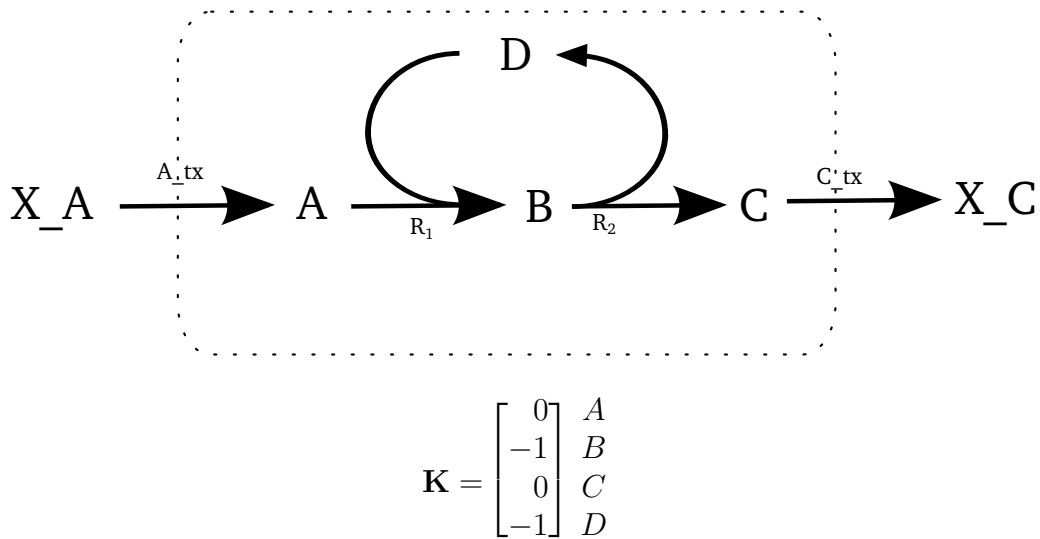 D
A_tx
C_tx
X_A
A
B
C
X_C
R₁
R₂
K = [0 −1 0 −1] A B C D